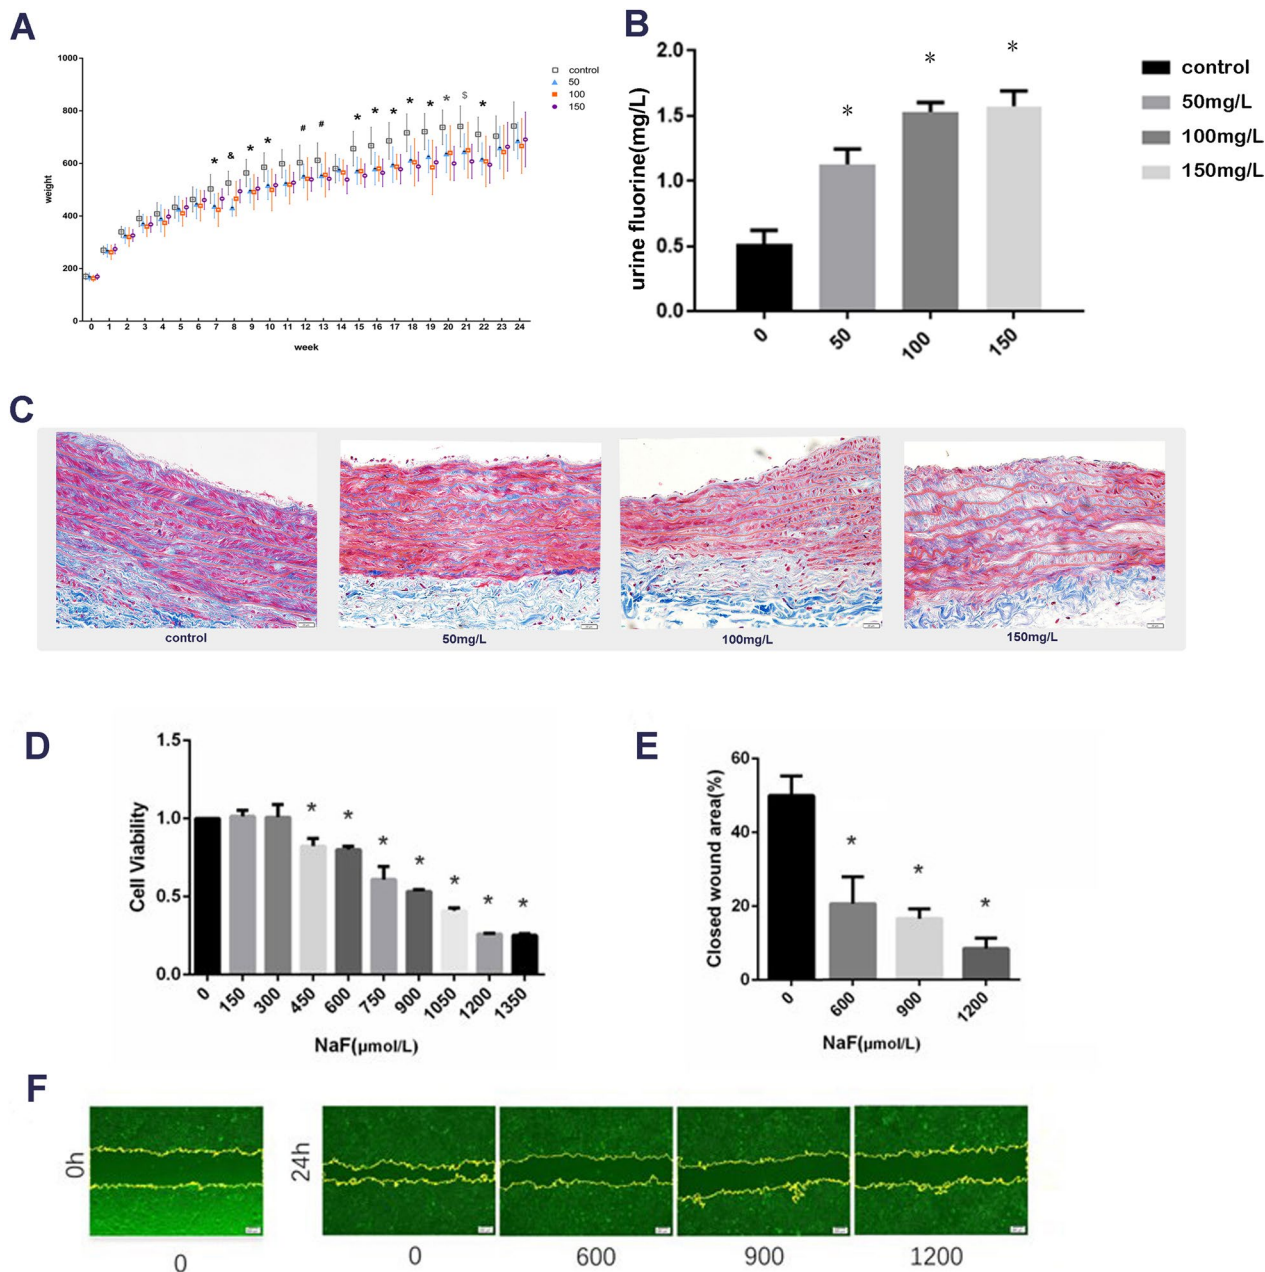 A
1000
800
600
400
200
0
weight
* & * * # # * * * * * * $ *
0 1 2 3 4 5 6 7 8 9 10 11 12 13 14 15 16 17 18 19 20 21 22 23 24
week
control
50
100
150
B
2.0
1.5
1.0
0.5
0.0
urine fluorine(mg/L)
* * *
0 50 100 150
control
50mg/L
100mg/L
150mg/L
C
control 50mg/L 100mg/L 150mg/L
D
1.5
1.0
0.5
0.0
Cell Viability
* * * * * * *
0 150 300 450 600 750 900 1050 1200 1350
NaF(μmol/L)
E
60
40
20
0
Closed wound area(%)
* * *
0 600 900 1200
NaF(μmol/L)
F
0h
24h
0 0 600 900 1200